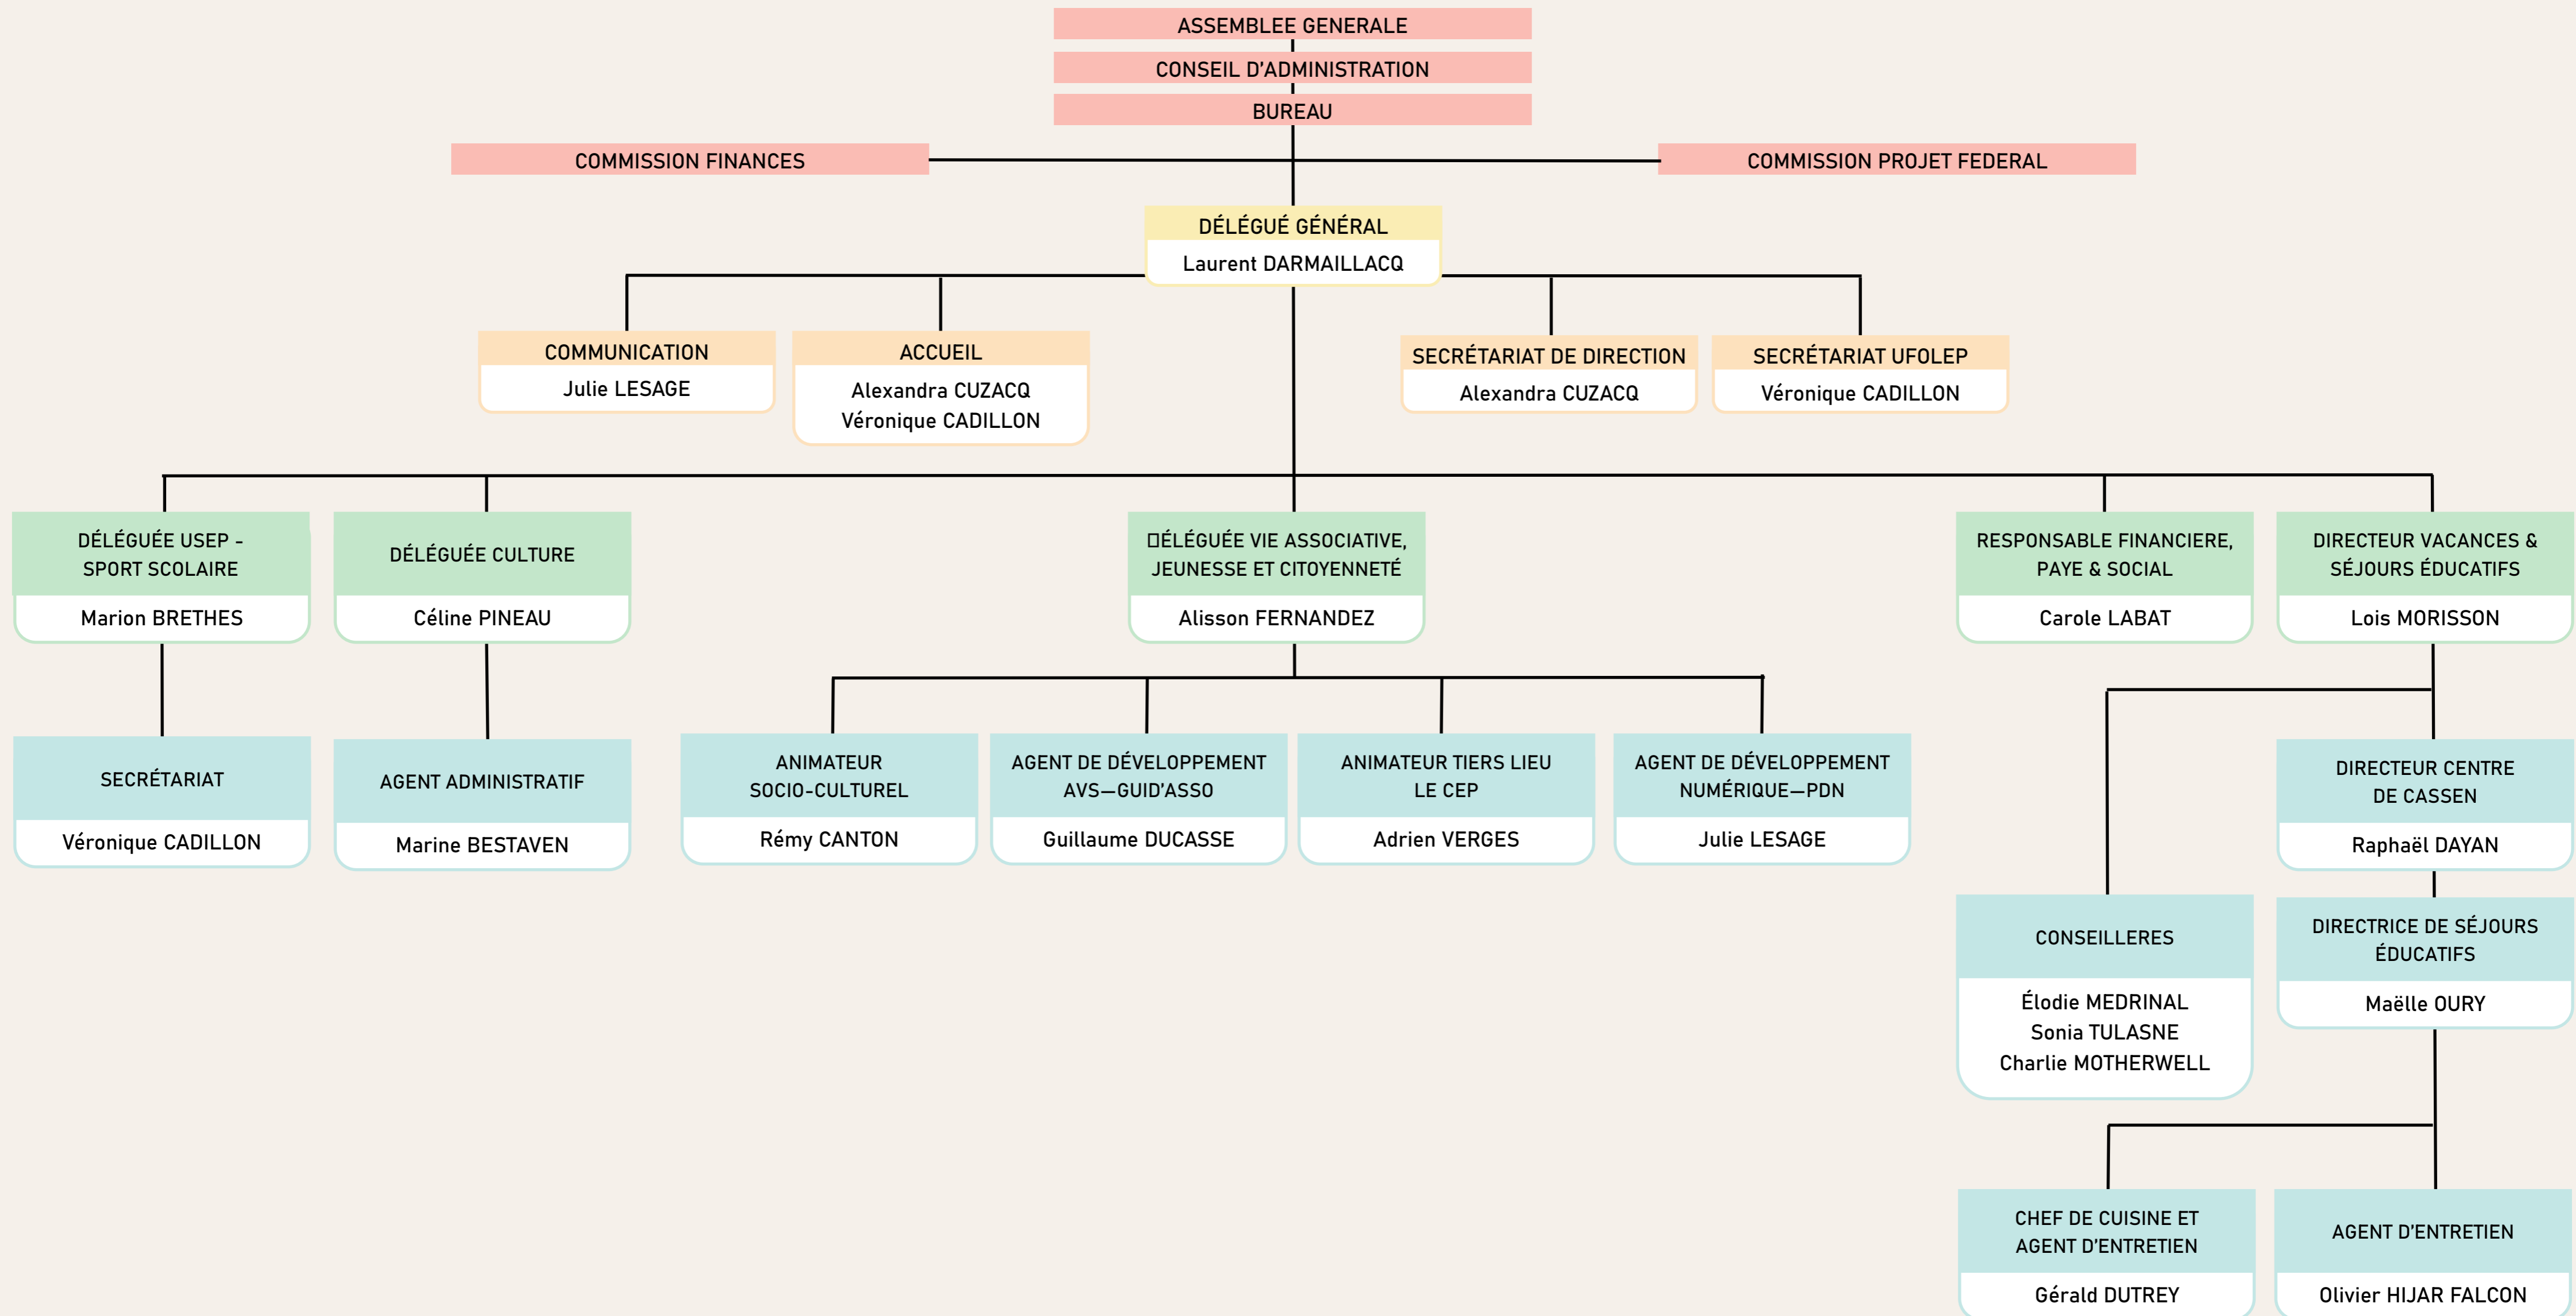 ASSEMBLEE GENERALE
CONSEIL D’ADMINISTRATION
BUREAU
COMMISSION FINANCES
COMMISSION PROJET FEDERAL
DÉLÉGUÉ GÉNÉRAL
Laurent DARMAILLACQ
COMMUNICATION
Julie LESAGE
ACCUEIL
Alexandra CUZACQ
Véronique CADILLON
SECRÉTARIAT DE DIRECTION
Alexandra CUZACQ
SECRÉTARIAT UFOLEP
Véronique CADILLON
DÉLÉGUÉE USEP -
SPORT SCOLAIRE
Marion BRETHES
DÉLÉGUÉE CULTURE
Céline PINEAU
□ÉLÉGUÉE VIE ASSOCIATIVE,
JEUNESSE ET CITOYENNETÉ
Alisson FERNANDEZ
RESPONSABLE FINANCIERE,
PAYE & SOCIAL
Carole LABAT
DIRECTEUR VACANCES &
SÉJOURS ÉDUCATIFS
Lois MORISSON
SECRÉTARIAT
Véronique CADILLON
AGENT ADMINISTRATIF
Marine BESTAVEN
ANIMATEUR
SOCIO-CULTUREL
Rémy CANTON
AGENT DE DÉVELOPPEMENT
AVS—GUID’ASSO
Guillaume DUCASSE
ANIMATEUR TIERS LIEU
LE CEP
Adrien VERGES
AGENT DE DÉVELOPPEMENT
NUMÉRIQUE—PDN
Julie LESAGE
DIRECTEUR CENTRE
DE CASSEN
Raphaël DAYAN
CONSEILLERES
Élodie MEDRINAL
Sonia TULASNE
Charlie MOTHERWELL
DIRECTRICE DE SÉJOURS
ÉDUCATIFS
Maëlle OURY
CHEF DE CUISINE ET
AGENT D’ENTRETIEN
Gérald DUTREY
AGENT D’ENTRETIEN
Olivier HIJAR FALCON